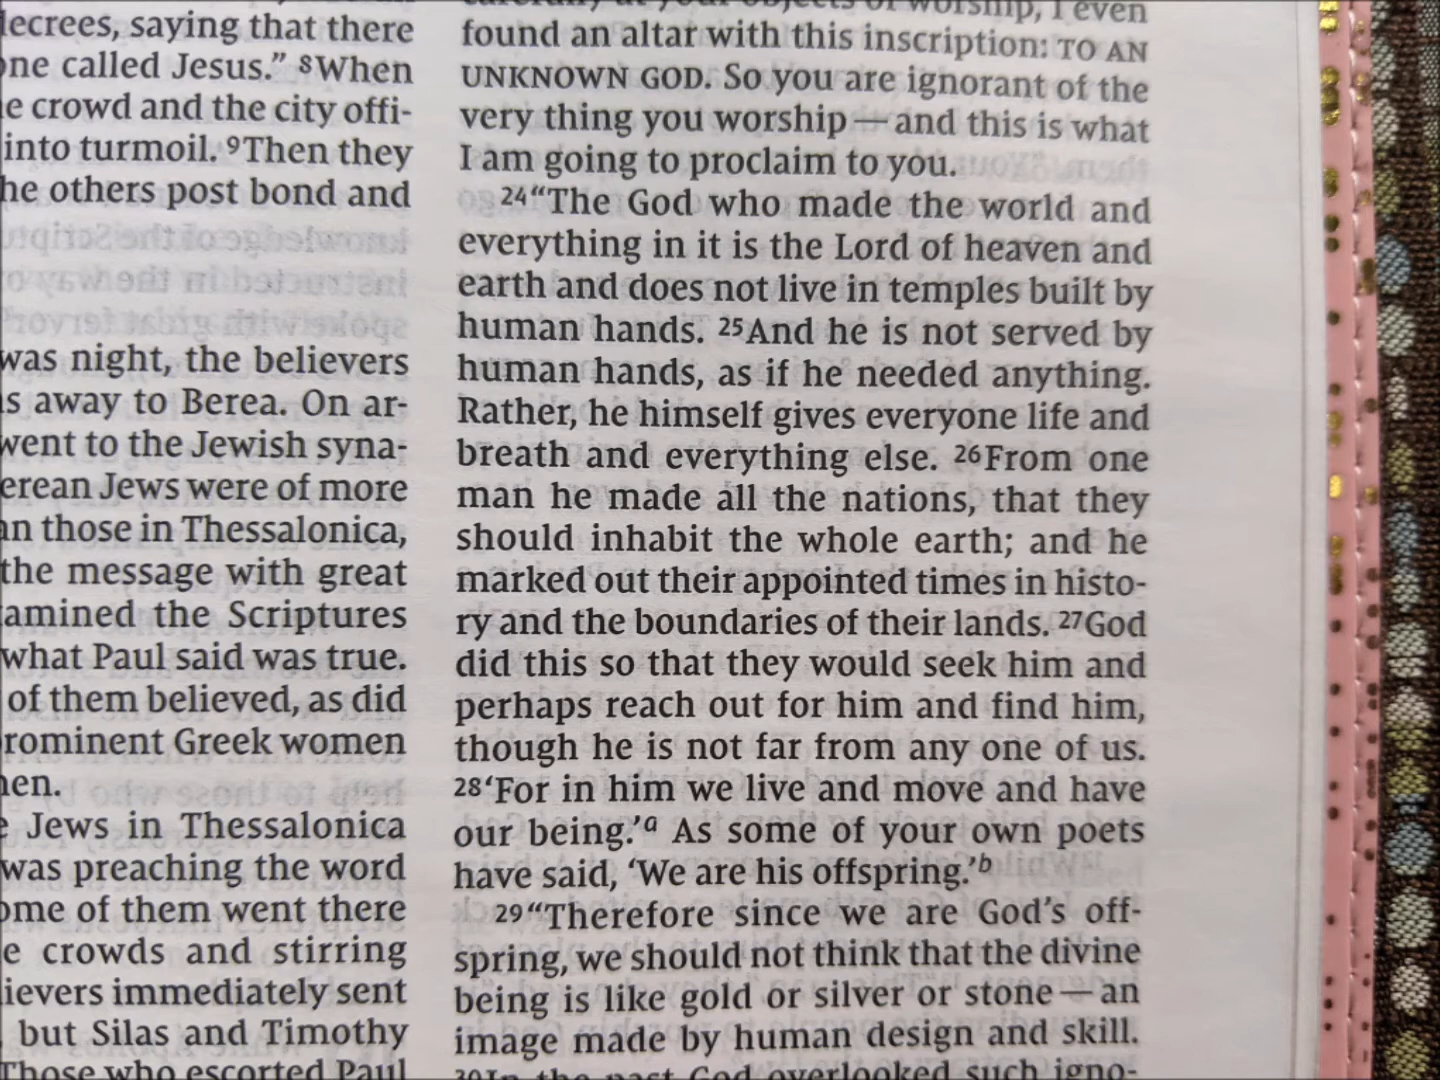 decrees, saying that there
one called Jesus.” 8When
e crowd and the city offi-
into turmoil. 9Then they
he others post bond and
was night, the believers
s away to Berea. On ar-
went to the Jewish syna-
erean Jews were of more
an those in Thessalonica,
the message with great
amined the Scriptures
what Paul said was true.
of them believed, as did
rominent Greek women
en.
Jews in Thessalonica
was preaching the word
ome of them went there
e crowds and stirring
lievers immediately sent
but Silas and Timothy
Those who escorted Paul
carefully at your objects of worship, I even
found an altar with this inscription: TO AN
UNKNOWN GOD. So you are ignorant of the
very thing you worship—and this is what
I am going to proclaim to you.
24“The God who made the world and
everything in it is the Lord of heaven and
earth and does not live in temples built by
human hands. 25And he is not served by
human hands, as if he needed anything.
Rather, he himself gives everyone life and
breath and everything else. 26From one
man he made all the nations, that they
should inhabit the whole earth; and he
marked out their appointed times in histo-
ry and the boundaries of their lands. 27God
did this so that they would seek him and
perhaps reach out for him and find him,
though he is not far from any one of us.
28‘For in him we live and move and have
our being.’a As some of your own poets
have said, ‘We are his offspring.’b
29“Therefore since we are God’s off-
spring, we should not think that the divine
being is like gold or silver or stone—an
image made by human design and skill.
30In the past God overlooked such igno-